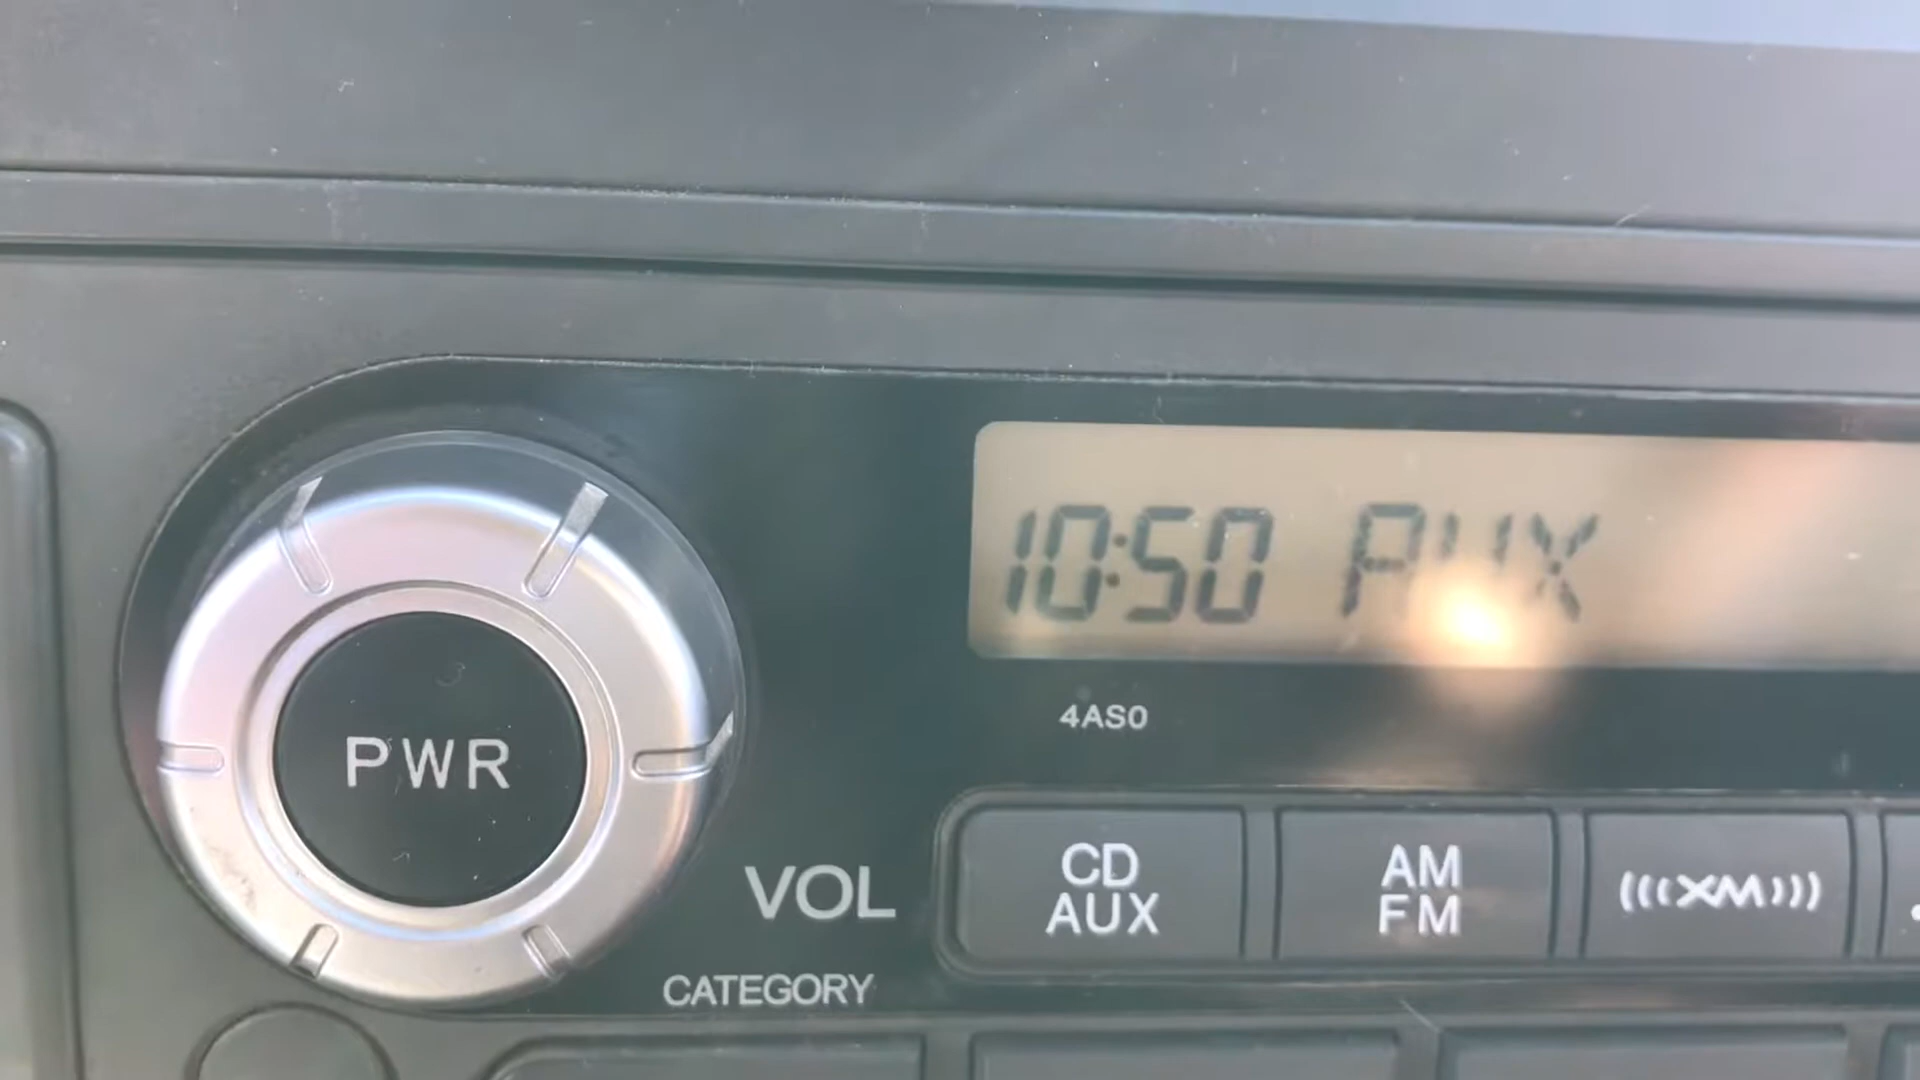 10:50 AUX
4AS0
PWR
VOL
CATEGORY
CD
AUX
AM
FM
(((XM)))